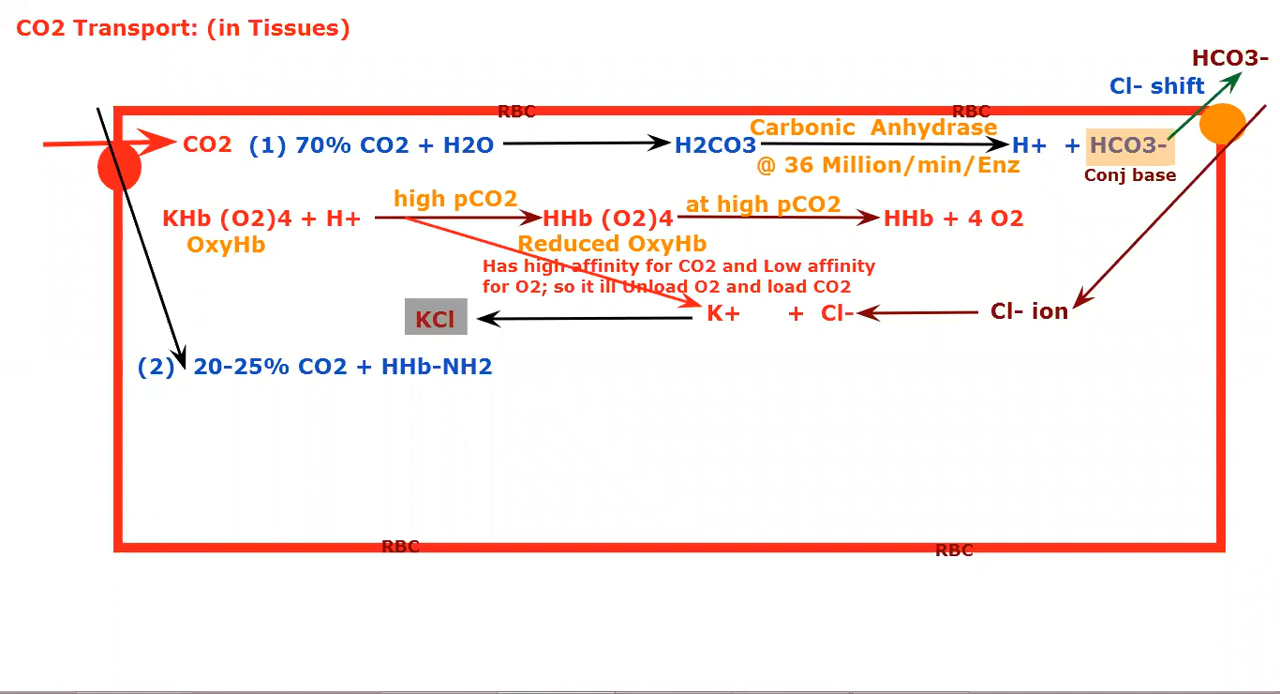 CO2 Transport: (in Tissues)
HCO3-
Cl- shift
RBC RBC
CO2 (1) 70% CO2 + H2O H2CO3 Carbonic Anhydrase H+ + HCO3-
@ 36 Million/min/Enz Conj base
high pCO2 at high pCO2
KHb (O2)4 + H+ HHb (O2)4 HHb + 4 O2
OxyHb Reduced OxyHb
Has high affinity for CO2 and Low affinity
for O2; so it ill Unload O2 and load CO2
KCl K+ + Cl- Cl- ion
(2) 20-25% CO2 + HHb-NH2
RBC RBC